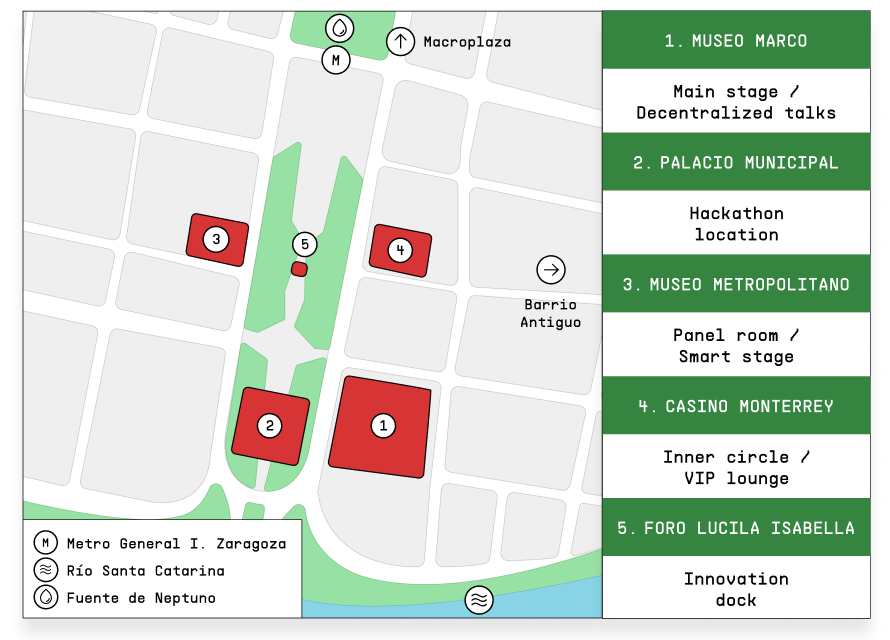 M
Macroplaza
3
5
4
Barrio
Antiguo
2
1
M Metro General I. Zaragoza
Río Santa Catarina
Fuente de Neptuno
1. MUSEO MARCO
Main stage /
Decentralized talks
2. PALACIO MUNICIPAL
Hackathon
location
3. MUSEO METROPOLITANO
Panel room /
Smart stage
4. CASINO MONTERREY
Inner circle /
VIP lounge
5. FORO LUCILA ISABELLA
Innovation
dock